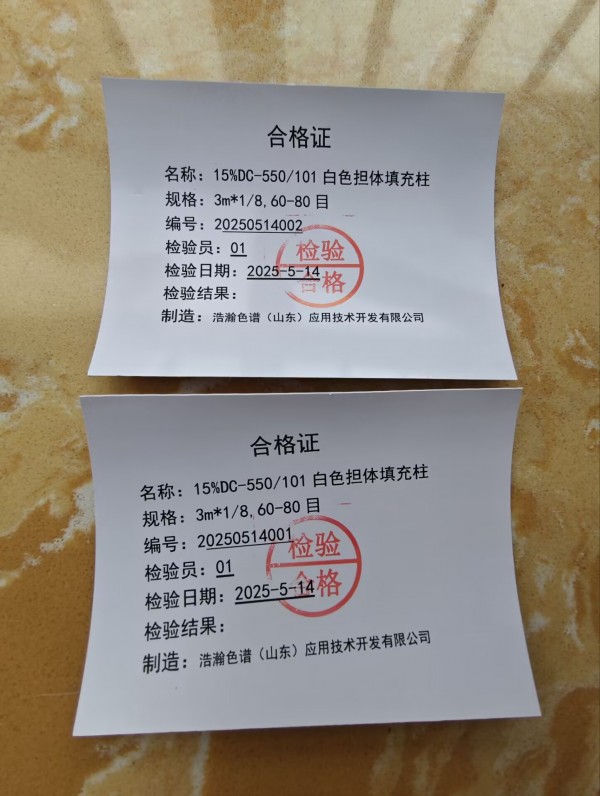 合格证
名称：15%DC-550/101 白色担体填充柱
规格：3m*1/8,60-80 目
编号：20250514002
检验员：01
检验日期：2025-5-14
检验结果：
检验
合格
制造：浩瀚色谱（山东）应用技术开发有限公司
合格证
名称：15%DC-550/101 白色担体填充柱
规格：3m*1/8,60-80 目
编号：20250514001
检验员：01
检验日期：2025-5-14
检验结果：
检验
合格
制造：浩瀚色谱（山东）应用技术开发有限公司